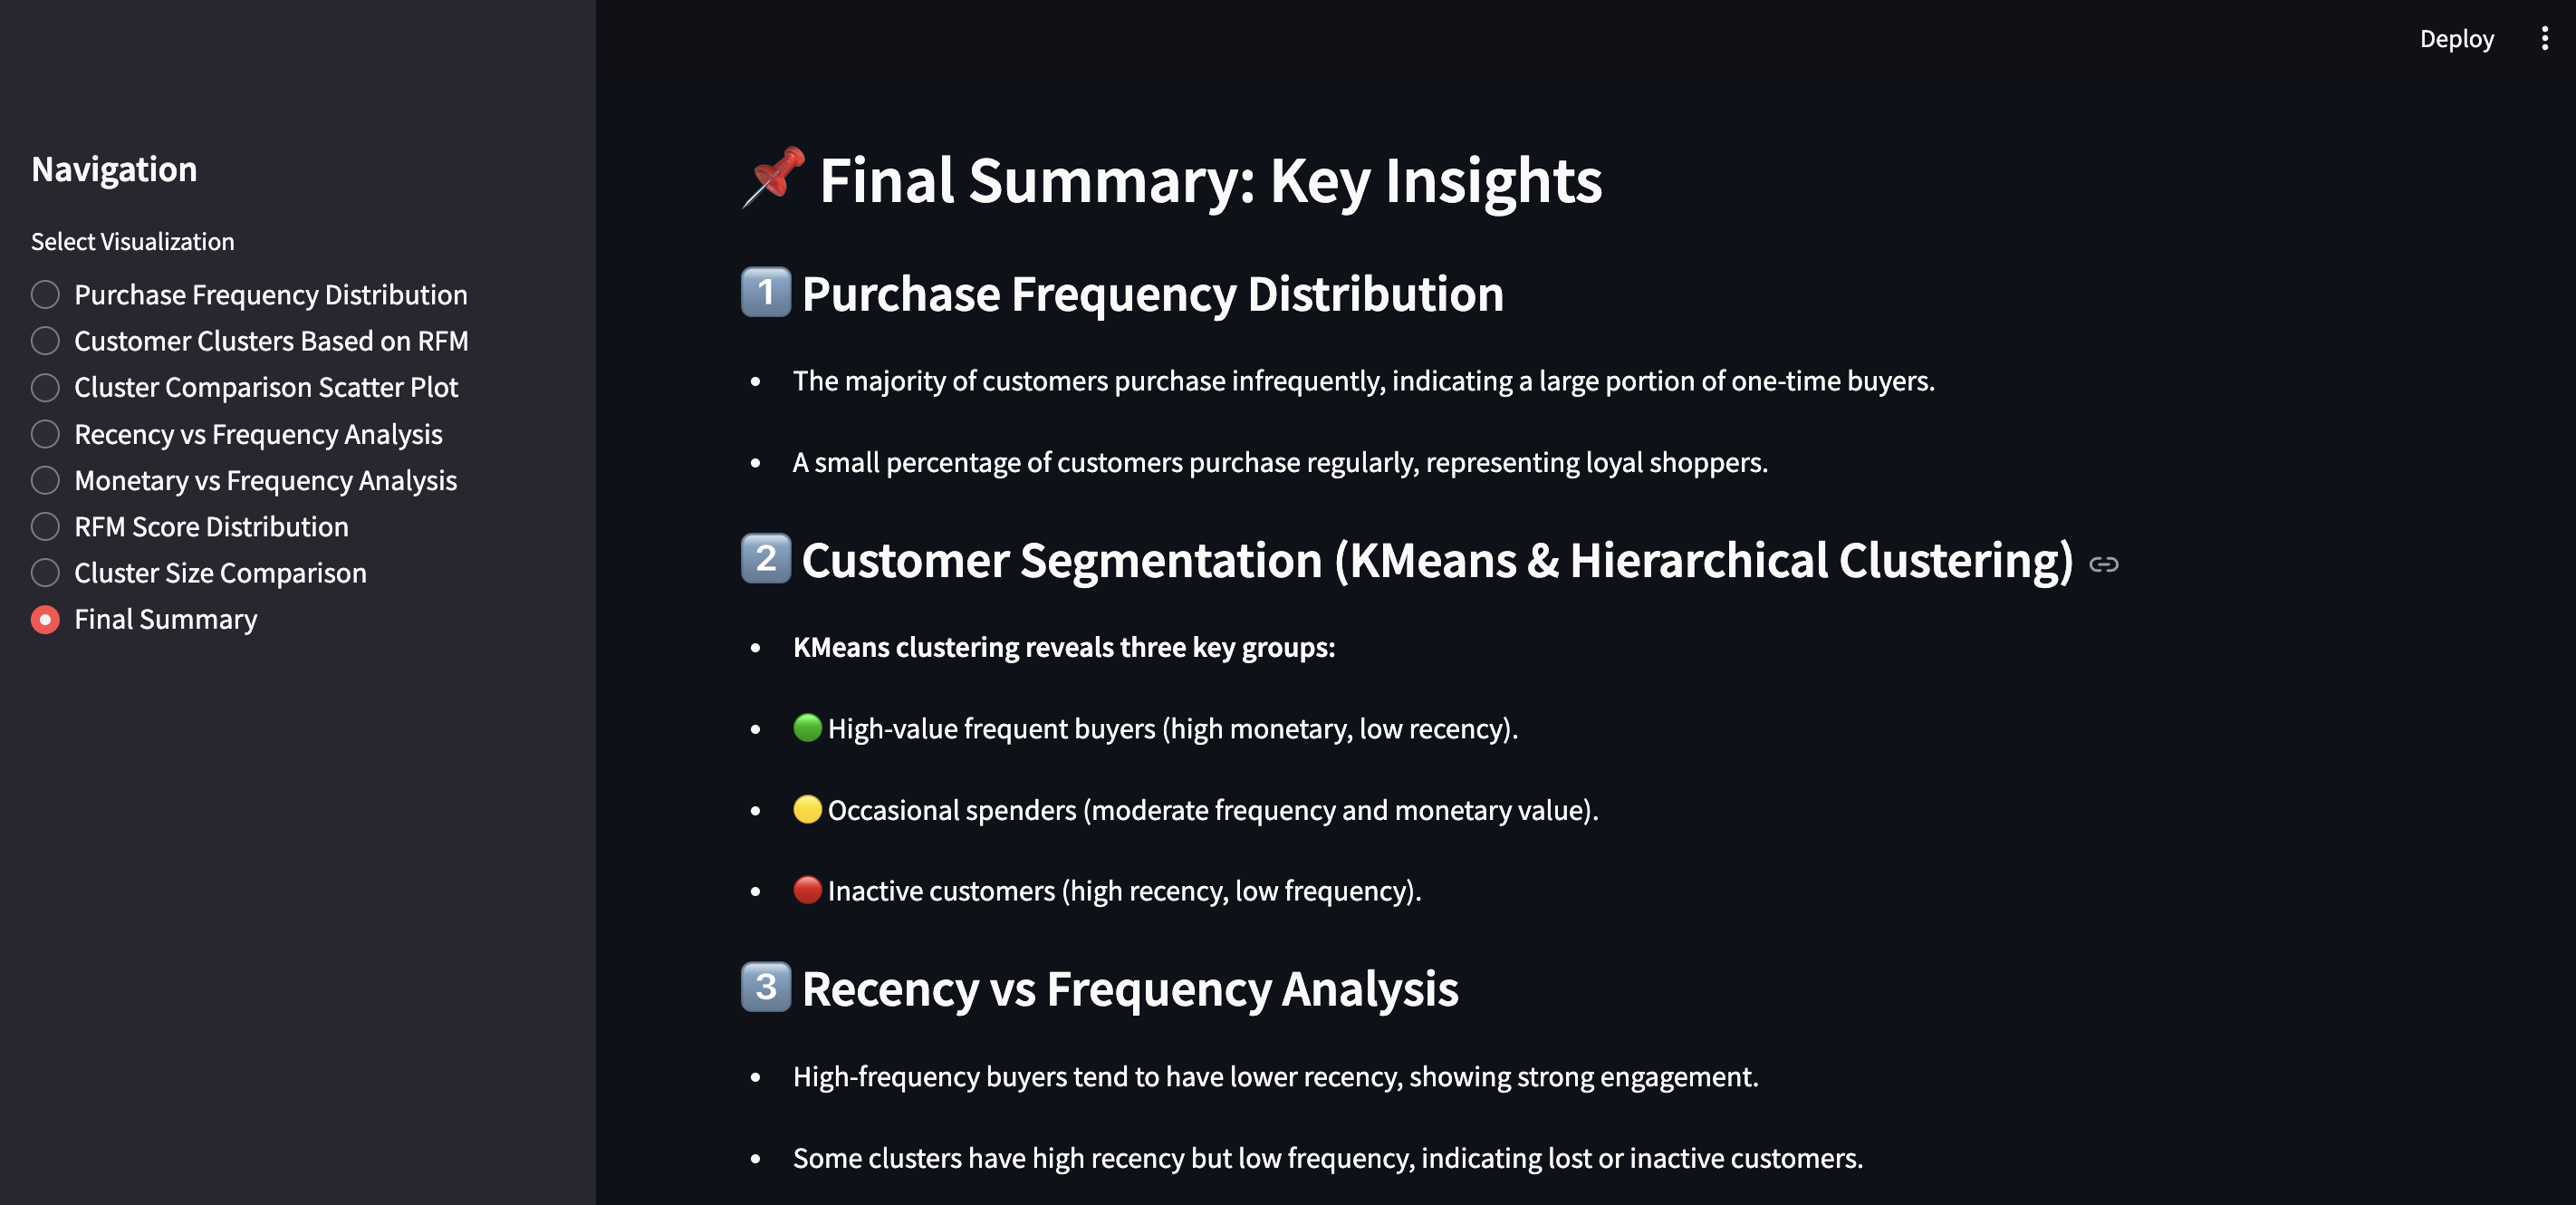 Deploy
Navigation
Select Visualization
Purchase Frequency Distribution
Customer Clusters Based on RFM
Cluster Comparison Scatter Plot
Recency vs Frequency Analysis
Monetary vs Frequency Analysis
RFM Score Distribution
Cluster Size Comparison
Final Summary
📌 Final Summary: Key Insights
1️⃣ Purchase Frequency Distribution
• The majority of customers purchase infrequently, indicating a large portion of one-time buyers.
• A small percentage of customers purchase regularly, representing loyal shoppers.
2️⃣ Customer Segmentation (KMeans & Hierarchical Clustering)
• KMeans clustering reveals three key groups:
• 🟢 High-value frequent buyers (high monetary, low recency).
• 🟡 Occasional spenders (moderate frequency and monetary value).
• 🔴 Inactive customers (high recency, low frequency).
3️⃣ Recency vs Frequency Analysis
• High-frequency buyers tend to have lower recency, showing strong engagement.
• Some clusters have high recency but low frequency, indicating lost or inactive customers.